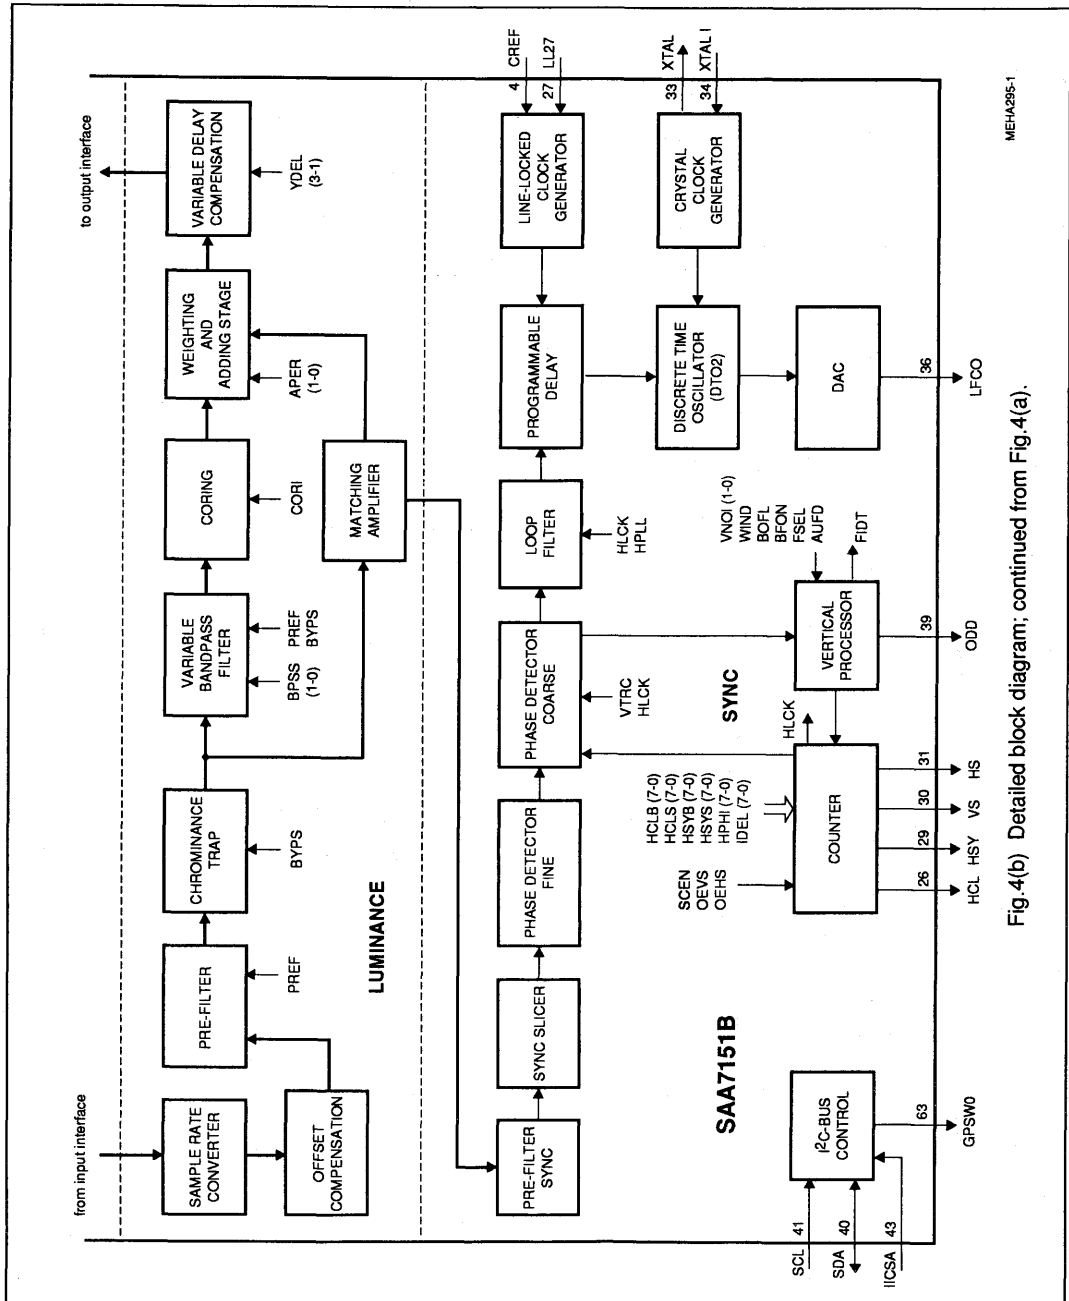 from input interface
to output interface
SAMPLE RATE
CONVERTER
OFFSET
COMPENSATION
PRE-FILTER
PREF
CHROMINANCE
TRAP
BYPS
VARIABLE
BANDPASS
FILTER
BPSS
(1-0)
PREF
BYPS
CORING
CORI
MATCHING
AMPLIFIER
WEIGHTING
AND
ADDING STAGE
APER
(1-0)
VARIABLE DELAY
COMPENSATION
YDEL
(3-1)
LUMINANCE
PRE-FILTER
SYNC
SYNC SLICER
PHASE DETECTOR
FINE
PHASE DETECTOR
COARSE
VTRC
HLCK
LOOP
FILTER
HLCK
HPLL
PROGRAMMABLE
DELAY
LINE-LOCKED
CLOCK
GENERATOR
4 CREF
27 LL27
CRYSTAL
CLOCK
GENERATOR
33 XTAL
34 XTAL I
DISCRETE TIME
OSCILLATOR
(DTO2)
DAC
36
LFCO
SYNC
VNOI (1-0)
WIND
BOFL
BFON
FSEL
AUFD
FIDT
VERTICAL
PROCESSOR
39
ODD
HLCK
HCLB (7-0)
HCLS (7-0)
HSYB (7-0)
HSYS (7-0)
HPHI (7-0)
IDEL (7-0)
SCEN
OEVS
OEHS
COUNTER
26
HCL
29
HSY
30
VS
31
HS
SAA7151B
I²C-BUS
CONTROL
SCL 41
SDA 40
IICSA 43
63
GPSW0
MEHA295-1
Fig.4(b) Detailed block diagram; continued from Fig.4(a).